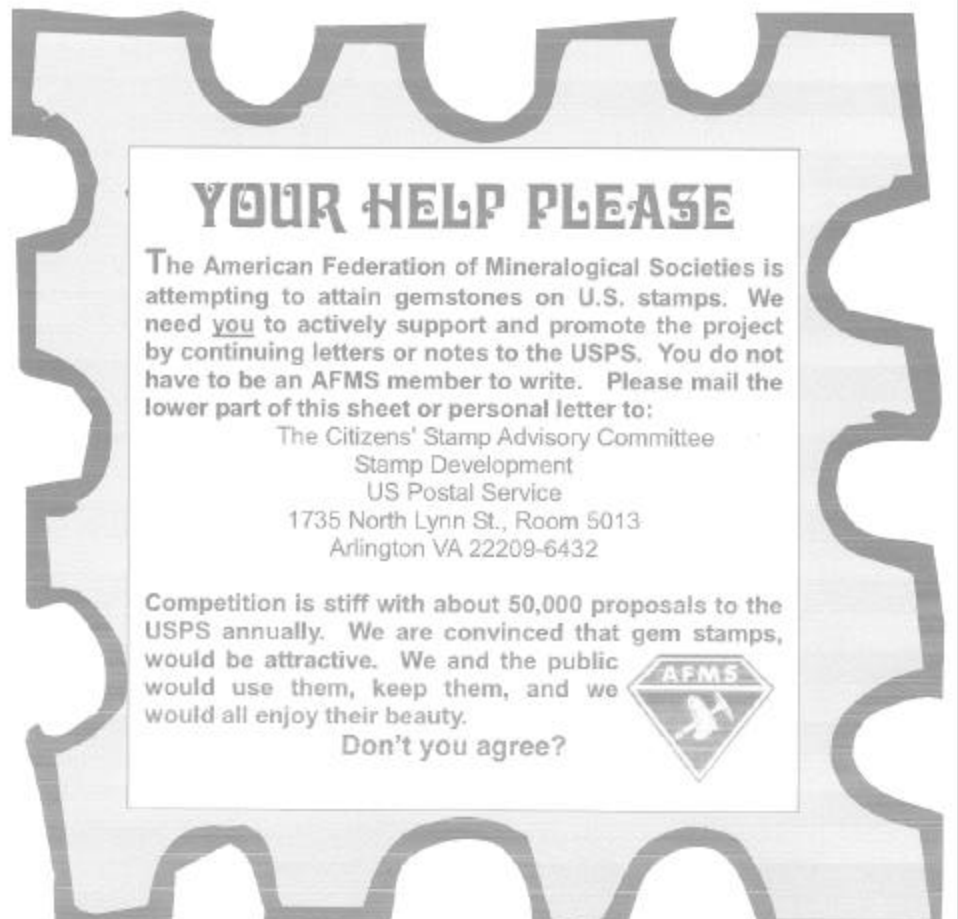 YOUR HELP PLEASE
The American Federation of Mineralogical Societies is
attempting to attain gemstones on U.S. stamps. We
need you to actively support and promote the project
by continuing letters or notes to the USPS. You do not
have to be an AFMS member to write. Please mail the
lower part of this sheet or personal letter to:
The Citizens' Stamp Advisory Committee
Stamp Development
US Postal Service
1735 North Lynn St., Room 5013
Arlington VA 22209-6432
Competition is stiff with about 50,000 proposals to the
USPS annually. We are convinced that gem stamps,
would be attractive. We and the public
would use them, keep them, and we
would all enjoy their beauty.
Don't you agree?
AFMS